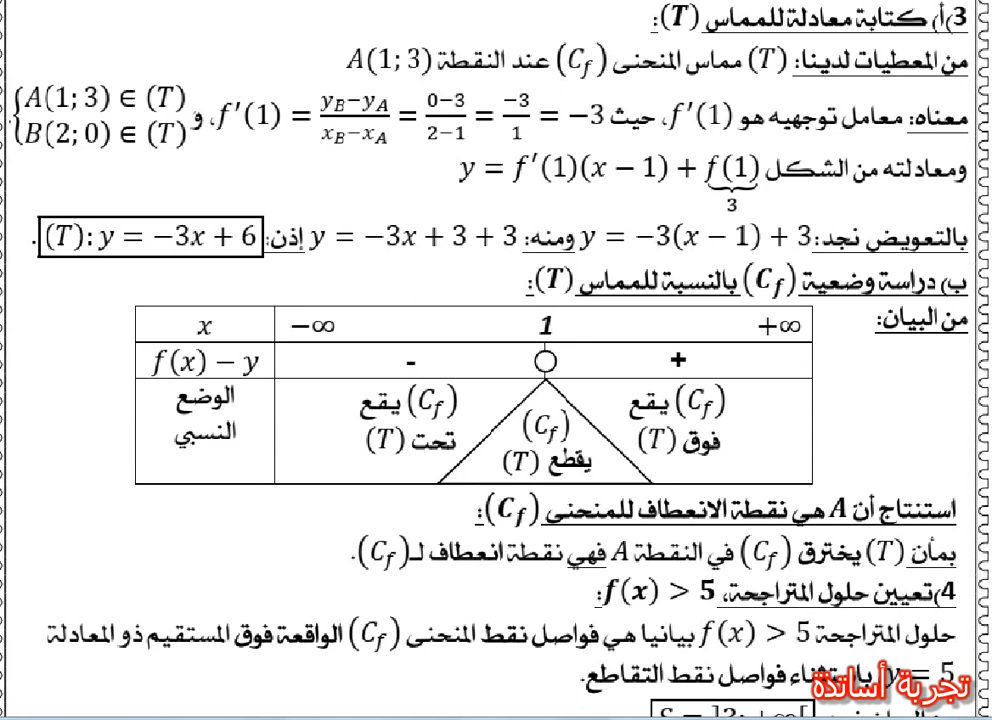 3)أ) كتابة معادلة للمماس (T):
من المعطيات لدينا: (T) مماس المنحنى (C_f) عند النقطة A(1; 3)
معناه: معامل توجهيه هو f′(1)، حيث f′(1) = (y_B−y_A)/(x_B−x_A) = (0−3)/(2−1) = −3/1 = −3، و {A(1; 3) ∈ (T) B(2; 0) ∈ (T).
ومعادلته من الشكل y = f′(1)(x − 1) + f(1)
3
بالتعويض نجد: y = −3(x − 1) + 3 ومنه: y = −3x + 3 + 3 إذن: (T): y = −3x + 6.
ب) دراسة وضعية (C_f) بالنسبة للمماس (T):
من البيان:
x −∞ 1 +∞
f(x) − y - +
الوضع النسبي
(C_f) يقع تحت (T)
(C_f) يقطع (T)
(C_f) يقع فوق (T)
استنتاج أن A هي نقطة الانعطاف للمنحنى (C_f):
بمأن (T) يخترق (C_f) في النقطة A فهي نقطة انعطاف لـ(C_f).
4)تعيين حلول المتراجحة، f(x) > 5:
حلول المتراجحة f(x) > 5 بيانيا هي فواصل نقط المنحنى (C_f) الواقعة فوق المستقيم ذو المعادلة
y = 5 باستثناء فواصل نقط التقاطع.
تجربة أساتذة